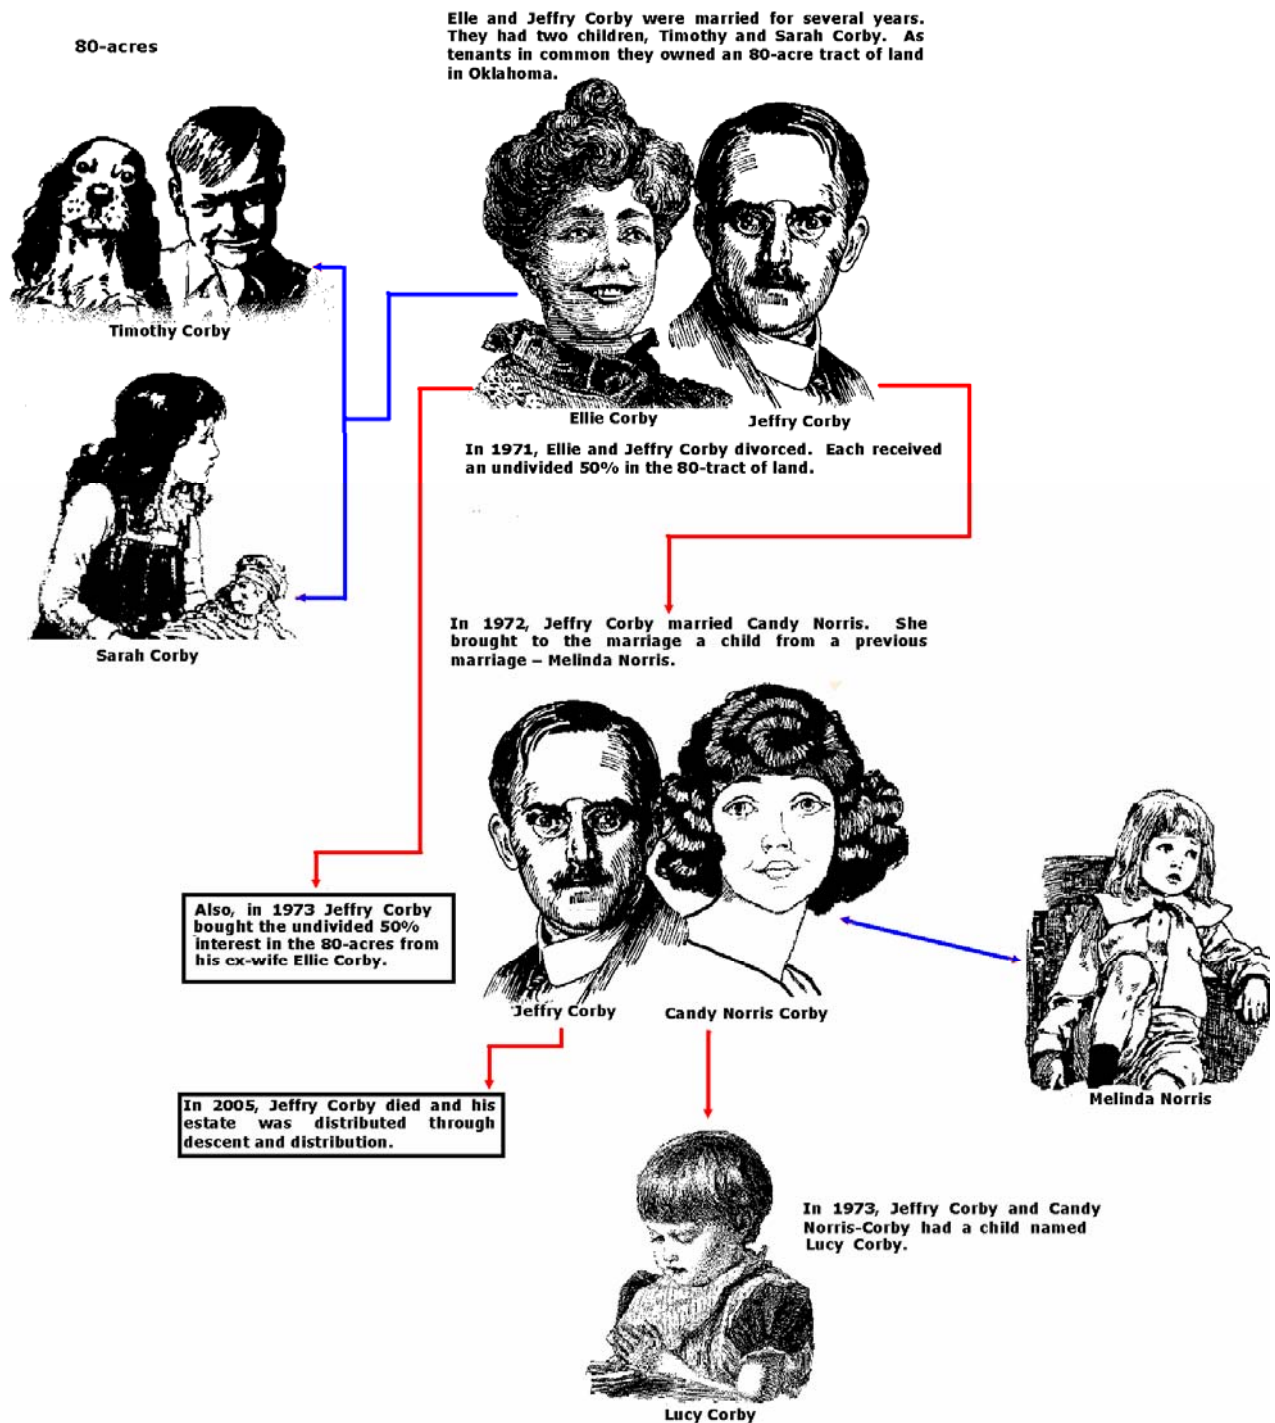 80-acres
Elle and Jeffry Corby were married for several years.
They had two children, Timothy and Sarah Corby. As
tenants in common they owned an 80-acre tract of land
in Oklahoma.
Timothy Corby
Ellie Corby
Jeffry Corby
In 1971, Ellie and Jeffry Corby divorced. Each received
an undivided 50% in the 80-tract of land.
Sarah Corby
In 1972, Jeffry Corby married Candy Norris. She
brought to the marriage a child from a previous
marriage – Melinda Norris.
Also, in 1973 Jeffry Corby
bought the undivided 50%
interest in the 80-acres from
his ex-wife Ellie Corby.
Jeffry Corby
Candy Norris Corby
Melinda Norris
In 2005, Jeffry Corby died and his
estate was distributed through
descent and distribution.
In 1973, Jeffry Corby and Candy
Norris-Corby had a child named
Lucy Corby.
Lucy Corby